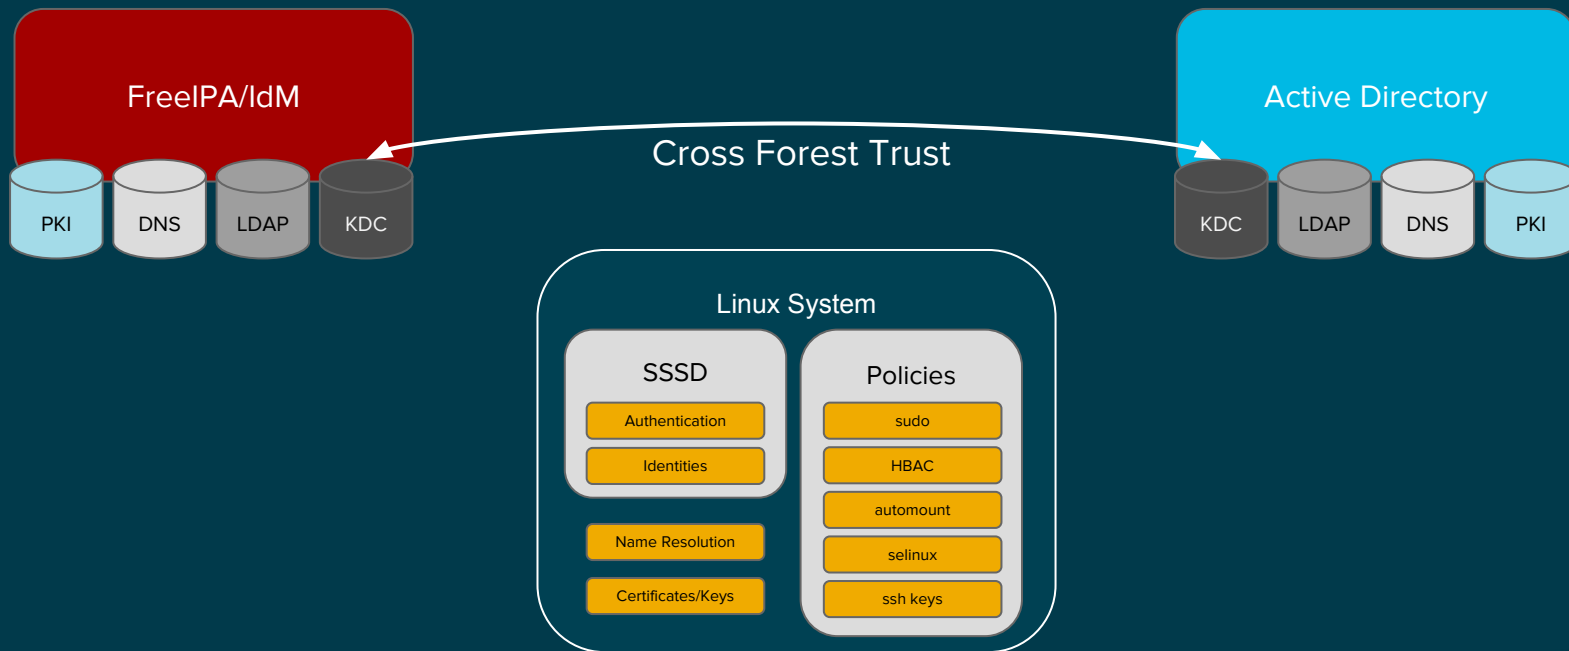 FreeIPA/IdM
Active Directory
Cross Forest Trust
PKI
DNS
LDAP
KDC
KDC
LDAP
DNS
PKI
Linux System
SSSD
Authentication
Identities
Name Resolution
Certificates/Keys
Policies
sudo
HBAC
automount
selinux
ssh keys